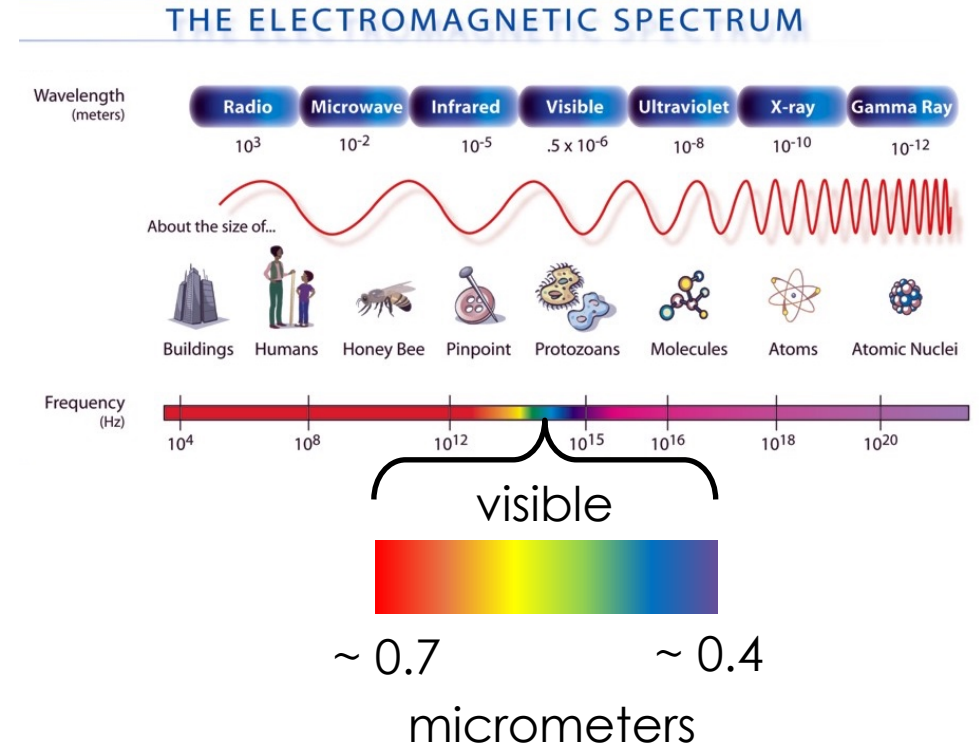 THE ELECTROMAGNETIC SPECTRUM
Wavelength
(meters)
Radio Microwave Infrared Visible Ultraviolet X-ray Gamma Ray
10³ 10⁻² 10⁻⁵ .5 x 10⁻⁶ 10⁻⁸ 10⁻¹⁰ 10⁻¹²
About the size of...
Buildings Humans Honey Bee Pinpoint Protozoans Molecules Atoms Atomic Nuclei
Frequency
(Hz)
10⁴ 10⁸ 10¹² 10¹⁵ 10¹⁶ 10¹⁸ 10²⁰
visible
~ 0.7 ~ 0.4
micrometers